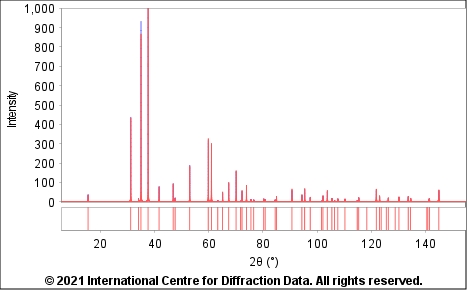 1,000
900
800
700
600
500
400
300
200
100
0
Intensity
20 40 60 80 100 120 140
2θ (°)
© 2021 International Centre for Diffraction Data. All rights reserved.